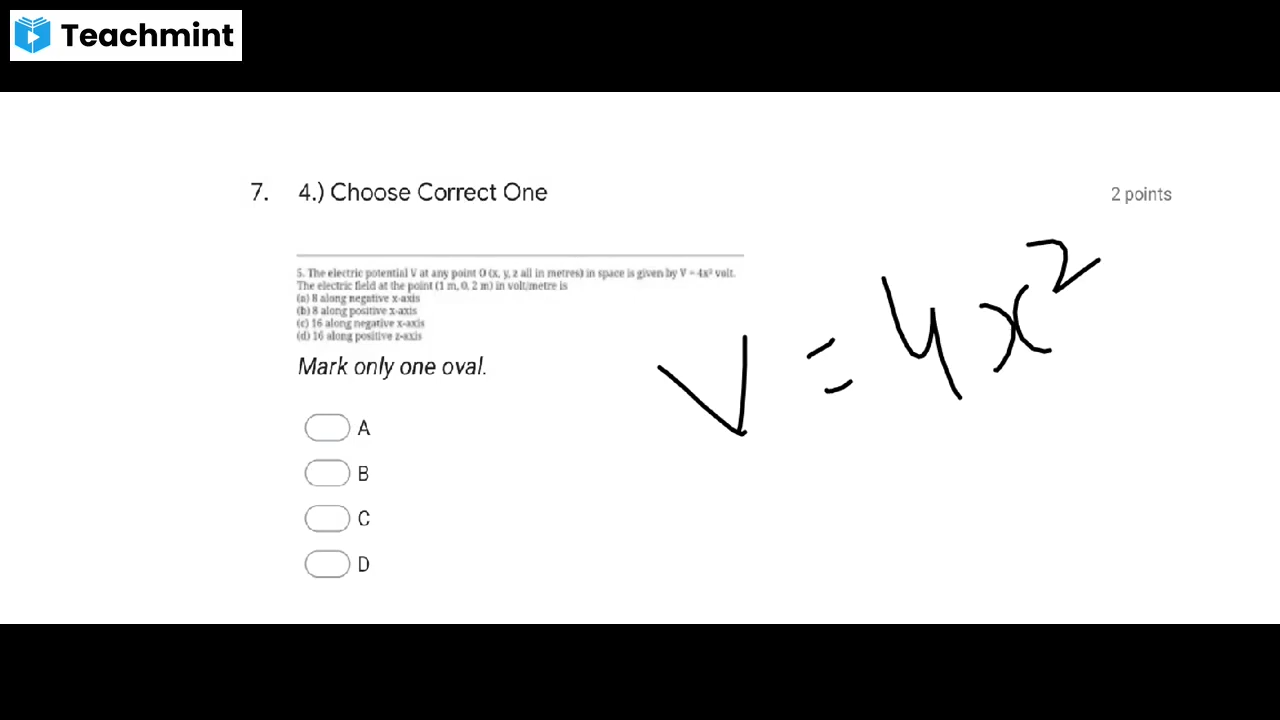 Teachmint
7. 4.) Choose Correct One
2 points
5. The electric potential V at any point O (x, y, z all in metres) in space is given by V = 4x² volt.
The electric field at the point (1 m, 0, 2 m) in volt/metre is
(a) 8 along negative x-axis
(b) 8 along positive x-axis
(c) 16 along negative x-axis
(d) 16 along positive z-axis
V = 4x²
Mark only one oval.
A
B
C
D